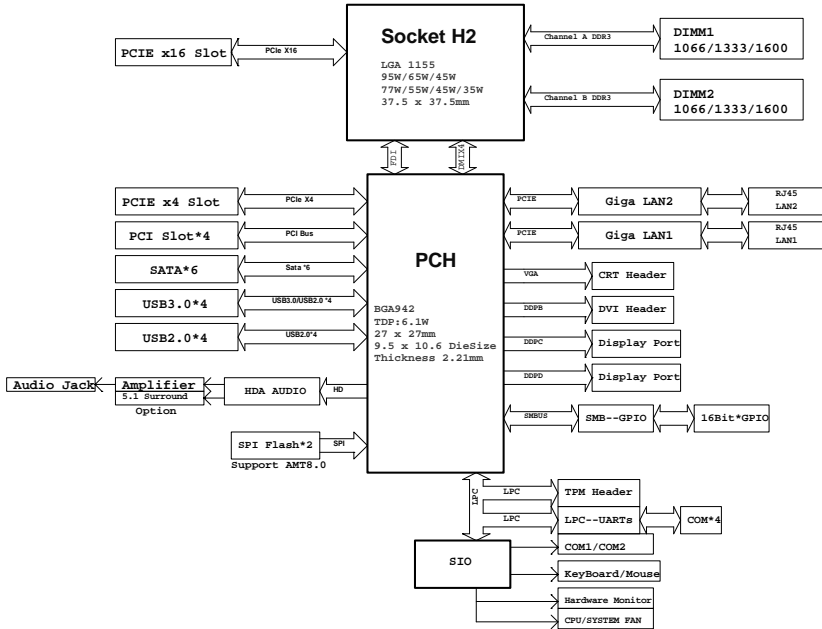 Socket H2
LGA 1155
95W/65W/45W
77W/55W/45W/35W
37.5 x 37.5mm
PCIE x16 Slot
PCIe X16
Channel A DDR3
DIMM1
1066/1333/1600
Channel B DDR3
DIMM2
1066/1333/1600
FDI
DMIX4
PCH
BGA942
TDP:6.1W
27 x 27mm
9.5 x 10.6 DieSize
Thickness 2.21mm
PCIE x4 Slot
PCIe X4
PCI Slot*4
PCI Bus
SATA*6
Sata *6
USB3.0*4
USB3.0/USB2.0 *4
USB2.0*4
USB2.0*4
Audio Jack
Amplifier
5.1 Surround
Option
HDA AUDIO
HD
SPI Flash*2
SPI
Support AMT8.0
PCIE
Giga LAN2
RJ45
LAN2
PCIE
Giga LAN1
RJ45
LAN1
VGA
CRT Header
DDPB
DVI Header
DDPC
Display Port
DDPD
Display Port
SMBUS
SMB--GPIO
16Bit*GPIO
LPC
LPC
TPM Header
LPC
LPC--UARTs
COM*4
SIO
COM1/COM2
KeyBoard/Mouse
Hardware Monitor
CPU/SYSTEM FAN